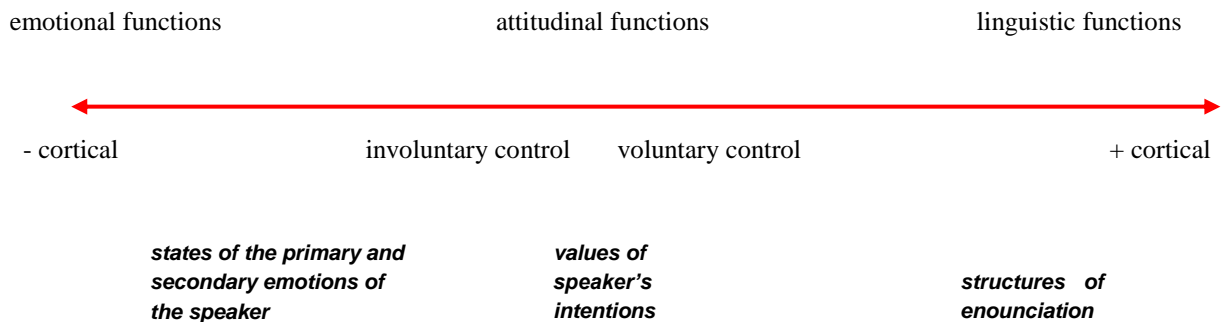 emotional functions attitudinal functions linguistic functions
- cortical involuntary control voluntary control + cortical
states of the primary and values of
secondary emotions of speaker's structures of
the speaker intentions enounciation